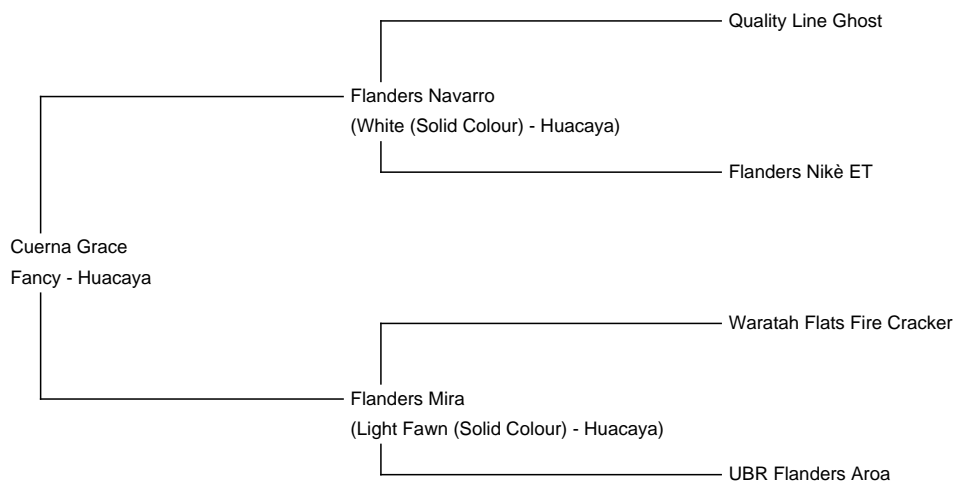 Quality Line Ghost
Flanders Navarro
(White (Solid Colour) - Huacaya)
Flanders Nikè ET
Cuerna Grace
Fancy - Huacaya
Waratah Flats Fire Cracker
Flanders Mira
(Light Fawn (Solid Colour) - Huacaya)
UBR Flanders Aroa